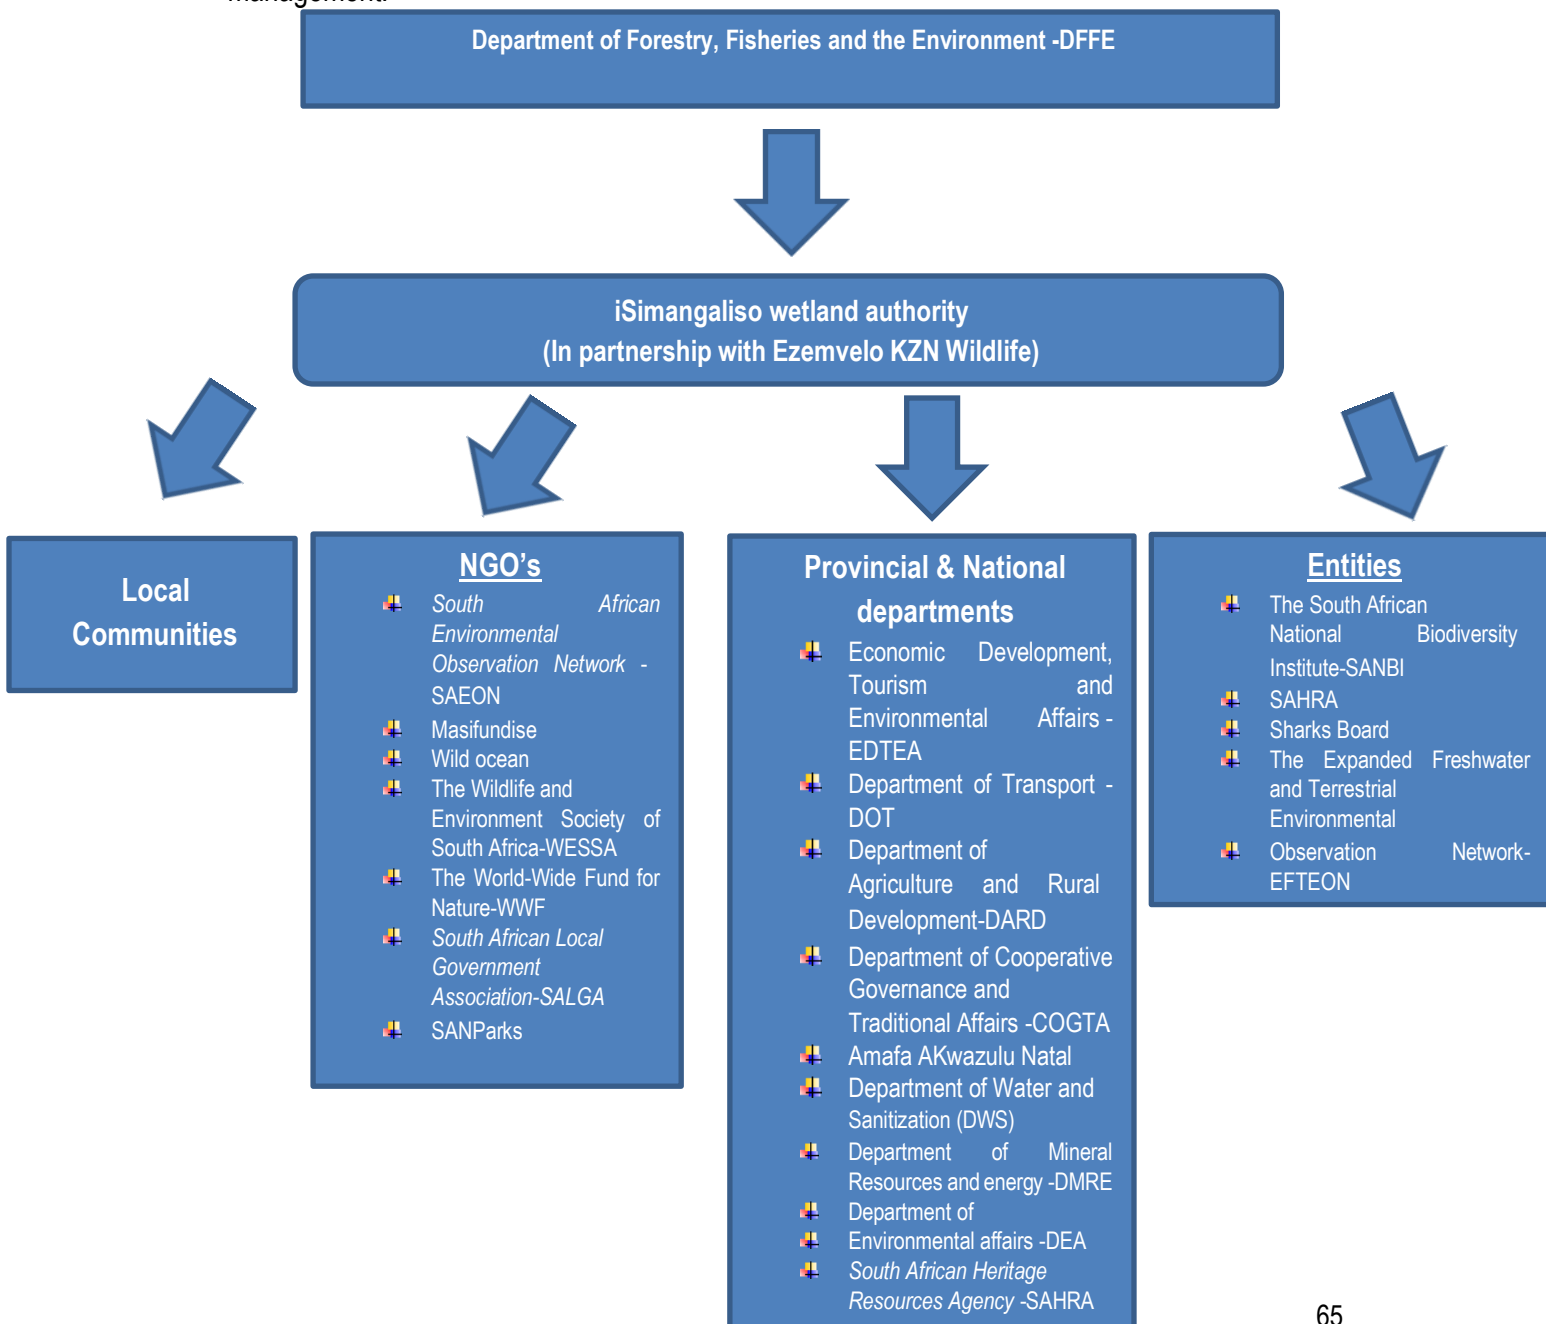 management.
Department of Forestry, Fisheries and the Environment -DFFE
iSimangaliso wetland authority
(In partnership with Ezemvelo KZN Wildlife)
Local
Communities
NGO's
South African
Environmental
Observation Network -
SAEON
Masifundise
Wild ocean
The Wildlife and
Environment Society of
South Africa-WESSA
The World-Wide Fund for
Nature-WWF
South African Local
Government
Association-SALGA
SANParks
Provincial & National
departments
Economic Development,
Tourism and
Environmental Affairs -
EDTEA
Department of Transport -
DOT
Department of
Agriculture and Rural
Development-DARD
Department of Cooperative
Governance and
Traditional Affairs -COGTA
Amafa AKwazulu Natal
Department of Water and
Sanitization (DWS)
Department of Mineral
Resources and energy -DMRE
Department of
Environmental affairs -DEA
South African Heritage
Resources Agency -SAHRA
Entities
The South African
National Biodiversity
Institute-SANBI
SAHRA
Sharks Board
The Expanded Freshwater
and Terrestrial
Environmental
Observation Network-
EFTEON
65